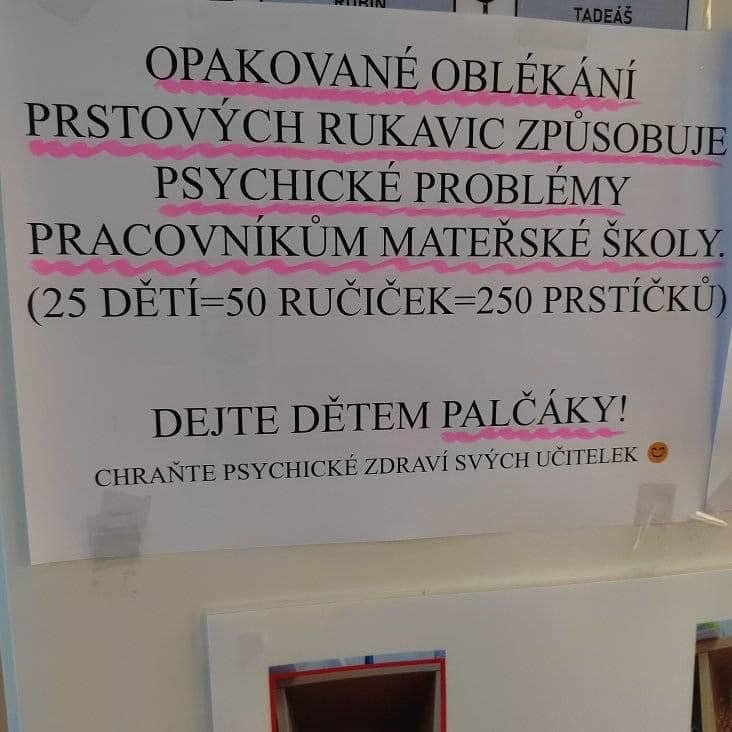 RUBÍN
TADEÁŠ
OPAKOVANÉ OBLÉKÁNÍ
PRSTOVÝCH RUKAVIC ZPŮSOBUJE
PSYCHICKÉ PROBLÉMY
PRACOVNÍKŮM MATEŘSKÉ ŠKOLY.
(25 DĚTÍ=50 RUČIČEK=250 PRSTÍČKŮ)
DEJTE DĚTEM PALČÁKY!
CHRAŇTE PSYCHICKÉ ZDRAVÍ SVÝCH UČITELEK 😊